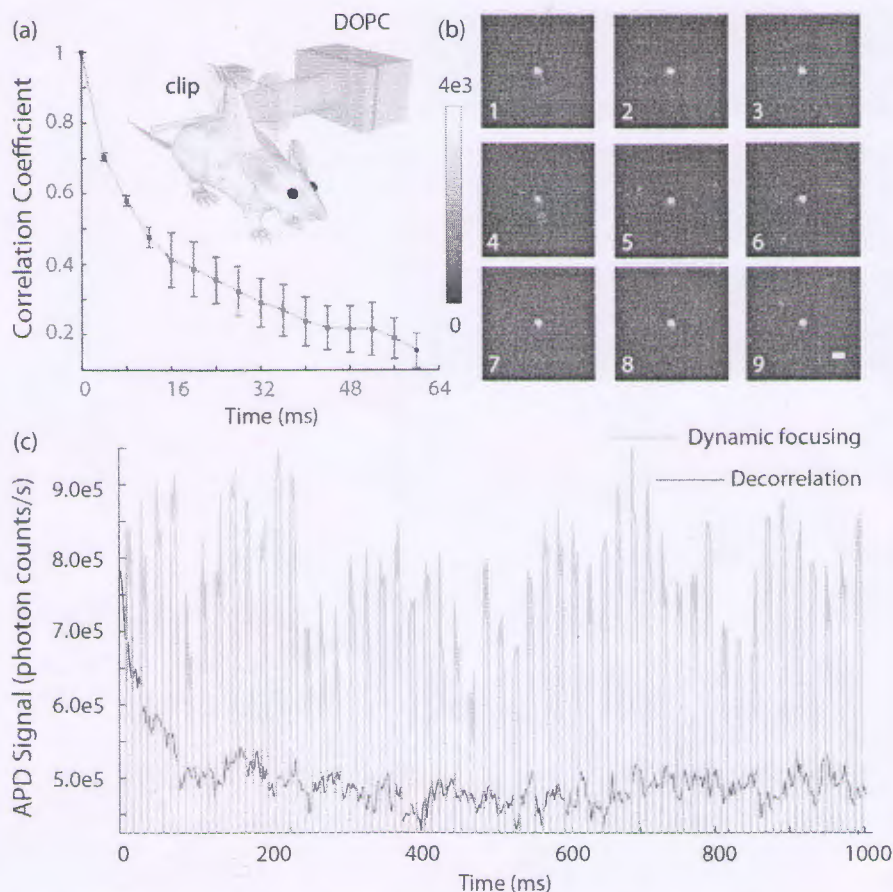 (a)
DOPC
clip
Correlation Coefficient
1
0.8
0.6
0.4
0.2
0 16 32 48 64
Time (ms)
4e3
0
(b)
1 2 3
4 5 6
7 8 9
(c)
Dynamic focusing
Decorrelation
APD Signal (photon counts/s)
9.0e5
8.0e5
7.0e5
6.0e5
5.0e5
0 200 400 600 800 1000
Time (ms)